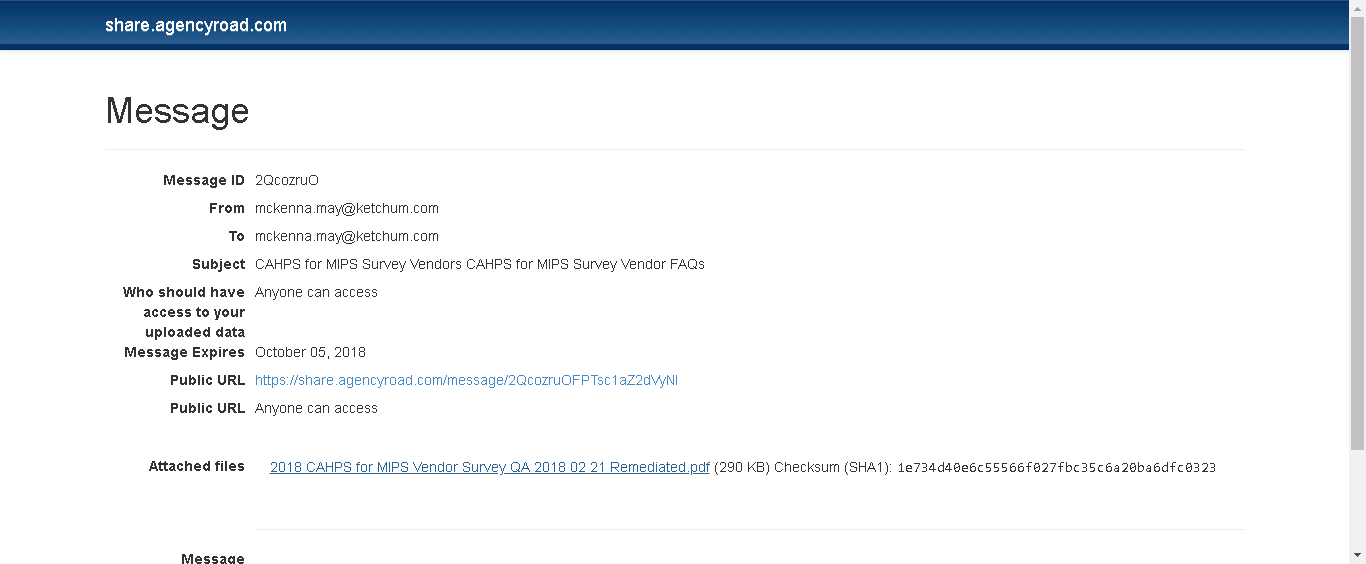 share.agencyroad.com
Message
Message ID 2QcozruO
From mckenna.may@ketchum.com
To mckenna.may@ketchum.com
Subject CAHPS for MIPS Survey Vendors CAHPS for MIPS Survey Vendor FAQs
Who should have Anyone can access
access to your
uploaded data
Message Expires October 05, 2018
Public URL https://share.agencyroad.com/message/2QcozruOFPTsc1aZ2dVyNI
Public URL Anyone can access
Attached files 2018 CAHPS for MIPS Vendor Survey QA 2018 02 21 Remediated.pdf (290 KB) Checksum (SHA1): 1e734d40e6c55566f027fbc35c6a20ba6dfc0323
Message